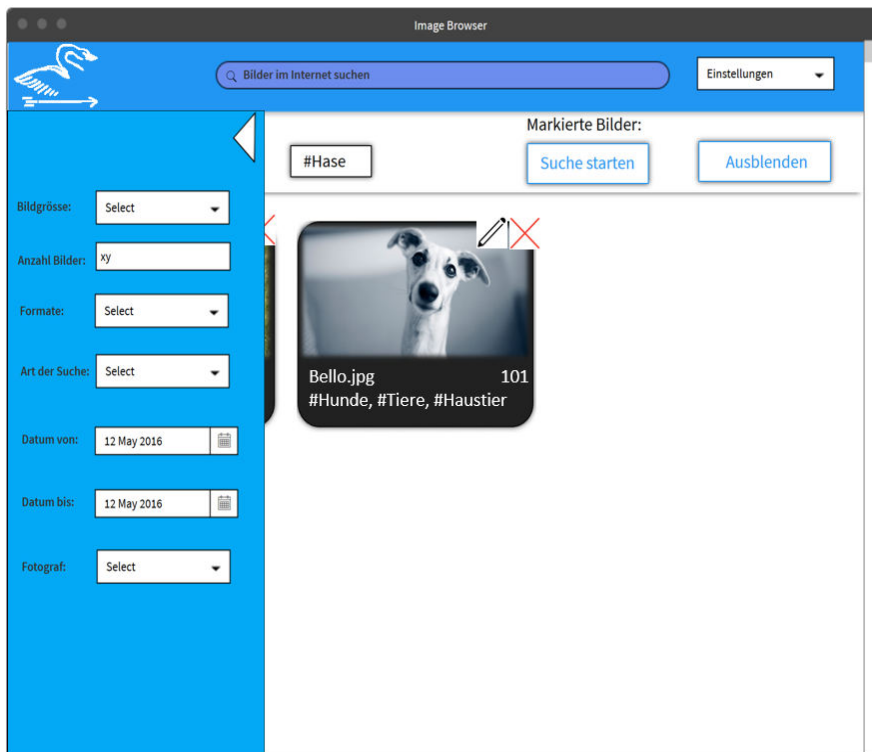 Image Browser
Bilder im Internet suchen
Einstellungen
Markierte Bilder:
#Hase
Suche starten
Ausblenden
Bildgrösse:
Select
Anzahl Bilder:
xy
Formate:
Select
Art der Suche:
Select
Datum von:
12 May 2016
Datum bis:
12 May 2016
Fotograf:
Select
Bello.jpg 101
#Hunde, #Tiere, #Haustier